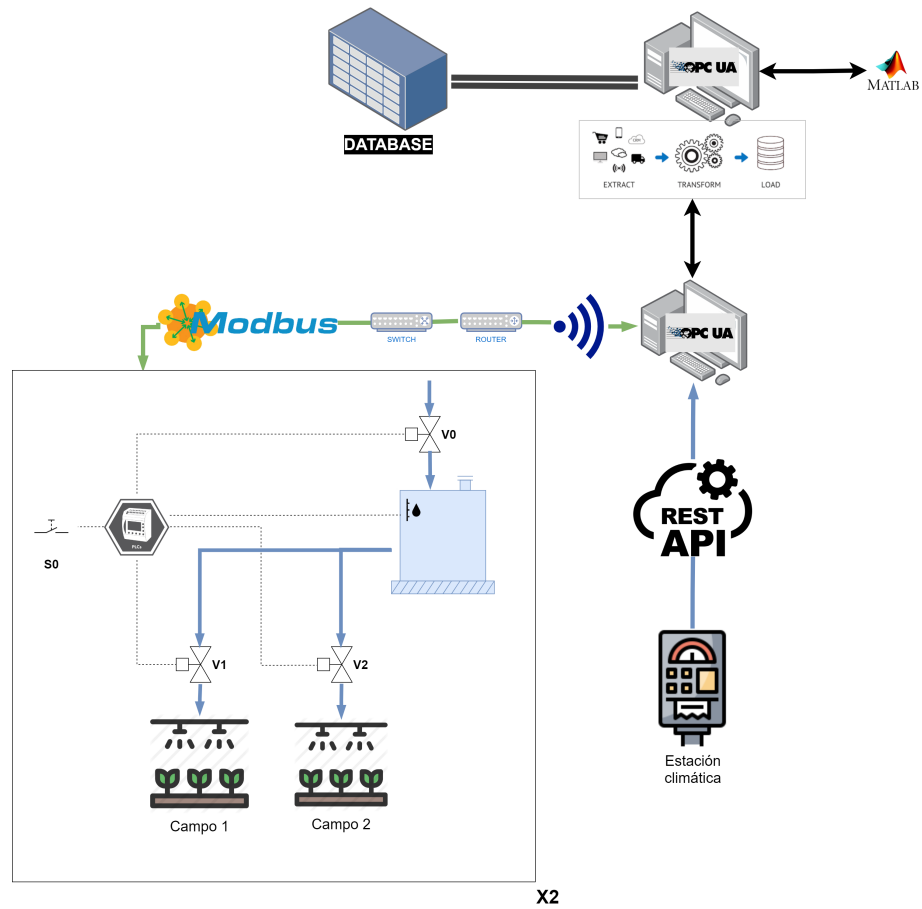 OPC UA
MATLAB
DATABASE
EXTRACT
TRANSFORM
LOAD
Modbus
SWITCH
ROUTER
OPC UA
V0
REST
API
PLCs
S0
V1
V2
Estación
climática
Campo 1
Campo 2
X2